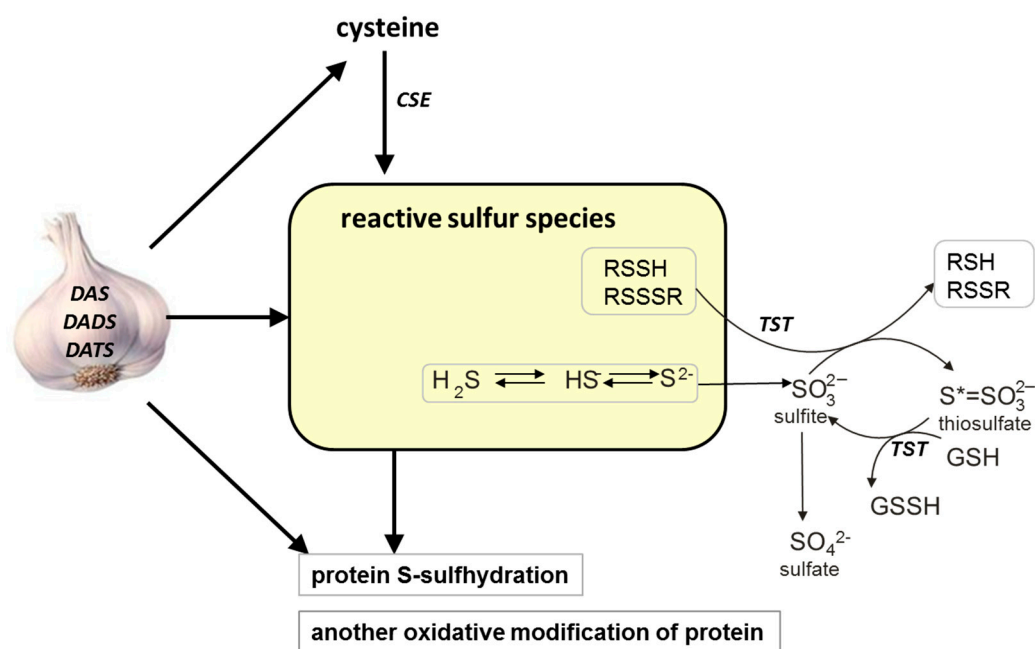 cysteine
CSE
reactive sulfur species
RSSH
RSSSR
RSH
RSSR
DAS
DADS
DATS
TST
H₂S HS⁻ S²⁻
SO₃²⁻
sulfite
S*=SO₃²⁻
thiosulfate
TST
GSH
GSSH
SO₄²⁻
sulfate
protein S-sulfhydration
another oxidative modification of protein